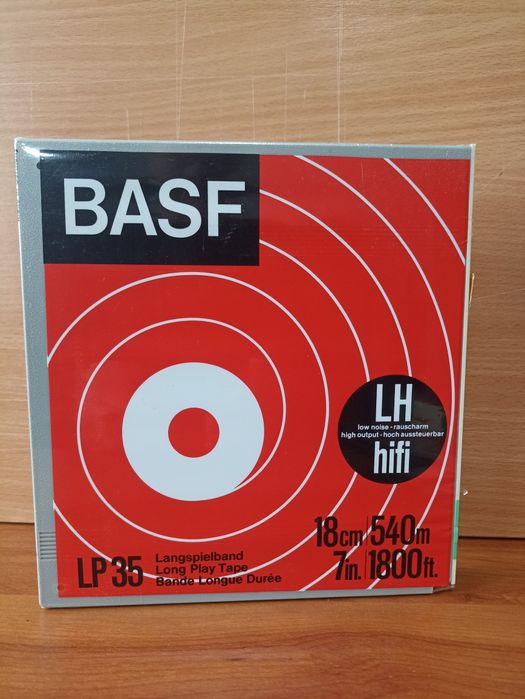 BASF
LH
low noise - rauscharm
high output - hoch aussteuerbar
hifi
18cm 540m
7in. 1800ft.
LP 35
Langspielband
Long Play Tape
Bande Longue Durée